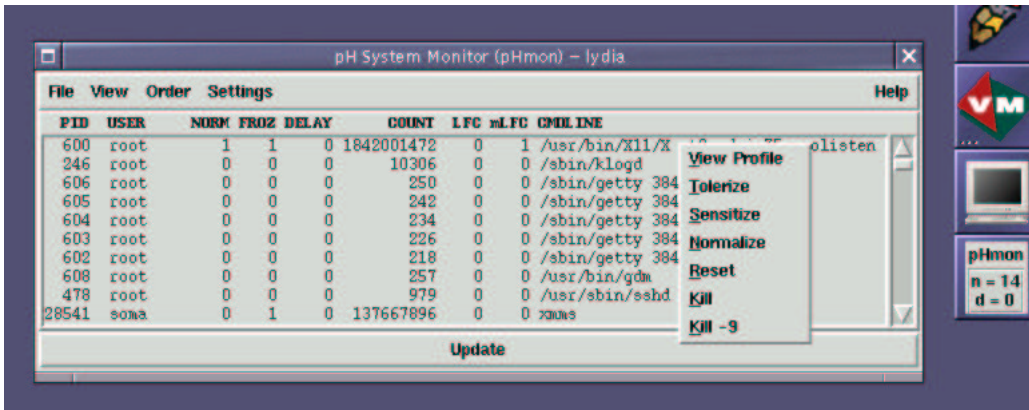 pH System Monitor (pHmon) – lydia
File View Order Settings Help
PID USER NORM FROZ DELAY COUNT LFC mLFC CMDLINE
600 root 1 1 0 1842001472 0 1 /usr/bin/X11/X olisten
246 root 0 0 0 10306 0 0 /sbin/klogd
606 root 0 0 0 250 0 0 /sbin/getty 384
605 root 0 0 0 242 0 0 /sbin/getty 384
604 root 0 0 0 234 0 0 /sbin/getty 384
603 root 0 0 0 226 0 0 /sbin/getty 384
602 root 0 0 0 218 0 0 /sbin/getty 384
608 root 0 0 0 257 0 0 /usr/bin/gdm
478 root 0 0 0 979 0 0 /usr/sbin/sshd
28541 soma 0 1 0 137667896 0 0 xmms
View Profile
Tolerize
Sensitize
Normalize
Reset
Kill
Kill -9
Update
VM
...
pHmon
n = 14
d = 0